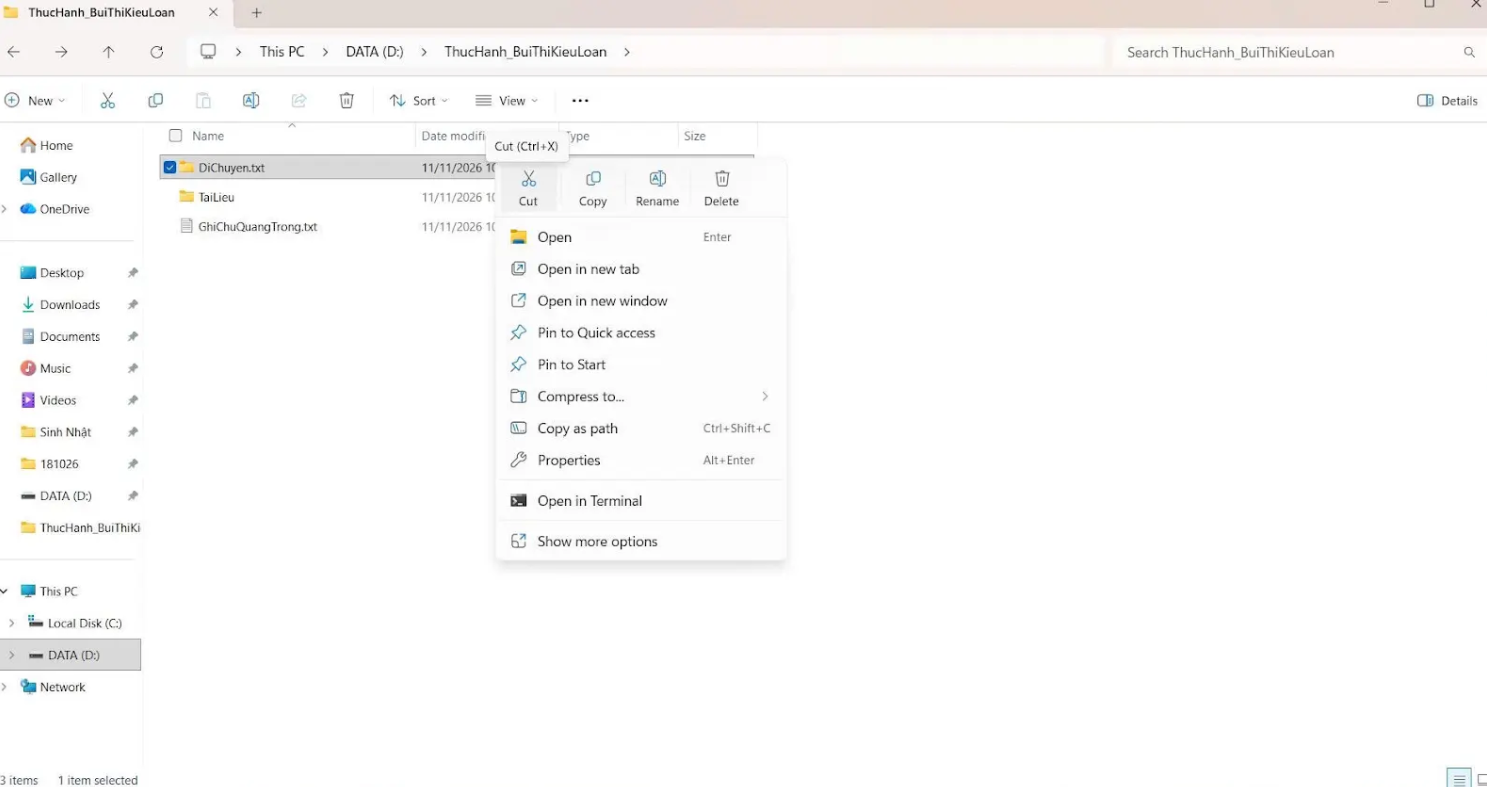 ThucHanh_BuiThiKieuLoan
This PC > DATA (D:) > ThucHanh_BuiThiKieuLoan >
Search ThucHanh_BuiThiKieuLoan
New
Sort
View
Details
Home
Gallery
OneDrive
Desktop
Downloads
Documents
Music
Videos
Sinh Nhật
181026
DATA (D:)
ThucHanh_BuiThiKi
This PC
Local Disk (C:)
DATA (D:)
Network
Name
Date modifi
Type
Size
DiChuyen.txt 11/11/2026 10
TaiLieu 11/11/2026 10
GhiChuQuangTrong.txt 11/11/2026 10
Cut (Ctrl+X)
Cut
Copy
Rename
Delete
Open Enter
Open in new tab
Open in new window
Pin to Quick access
Pin to Start
Compress to...
Copy as path Ctrl+Shift+C
Properties Alt+Enter
Open in Terminal
Show more options
3 items 1 item selected